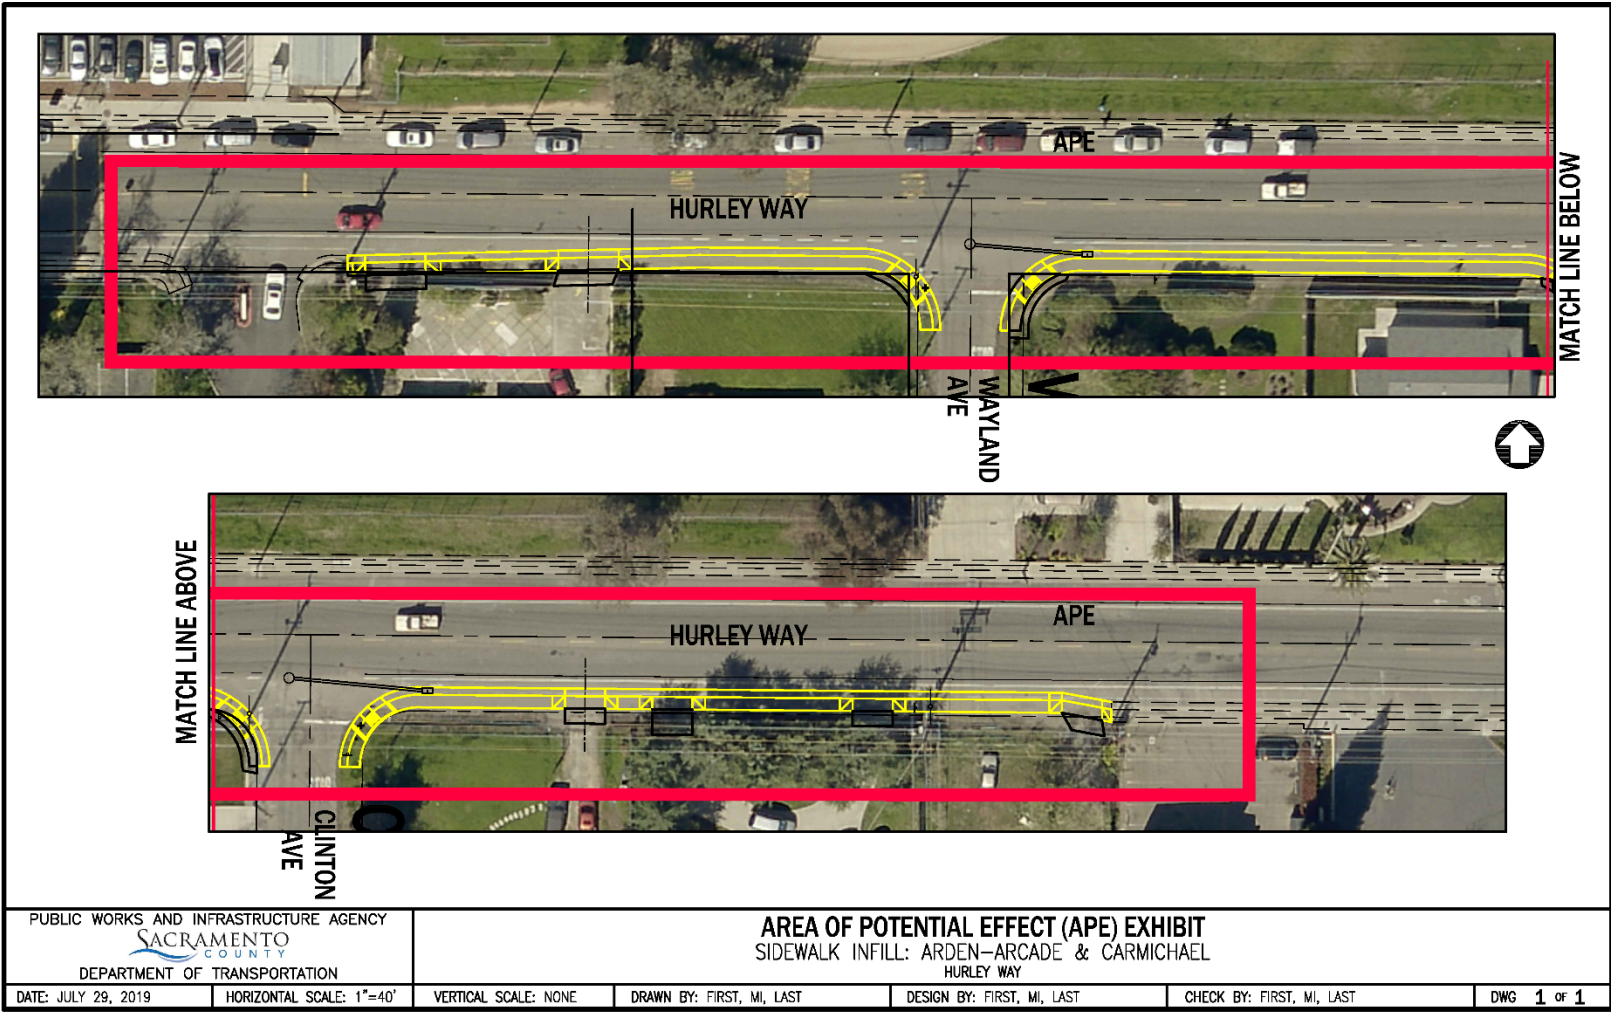 APE
HURLEY WAY
MATCH LINE BELOW
WAYLAND
AVE
MATCH LINE ABOVE
APE
HURLEY WAY
CLINTON
AVE
PUBLIC WORKS AND INFRASTRUCTURE AGENCY
SACRAMENTO
COUNTY
DEPARTMENT OF TRANSPORTATION
AREA OF POTENTIAL EFFECT (APE) EXHIBIT
SIDEWALK INFILL: ARDEN-ARCADE & CARMICHAEL
HURLEY WAY
DATE: JULY 29, 2019
HORIZONTAL SCALE: 1"=40'
VERTICAL SCALE: NONE
DRAWN BY: FIRST, MI, LAST
DESIGN BY: FIRST, MI, LAST
CHECK BY: FIRST, MI, LAST
DWG 1 OF 1